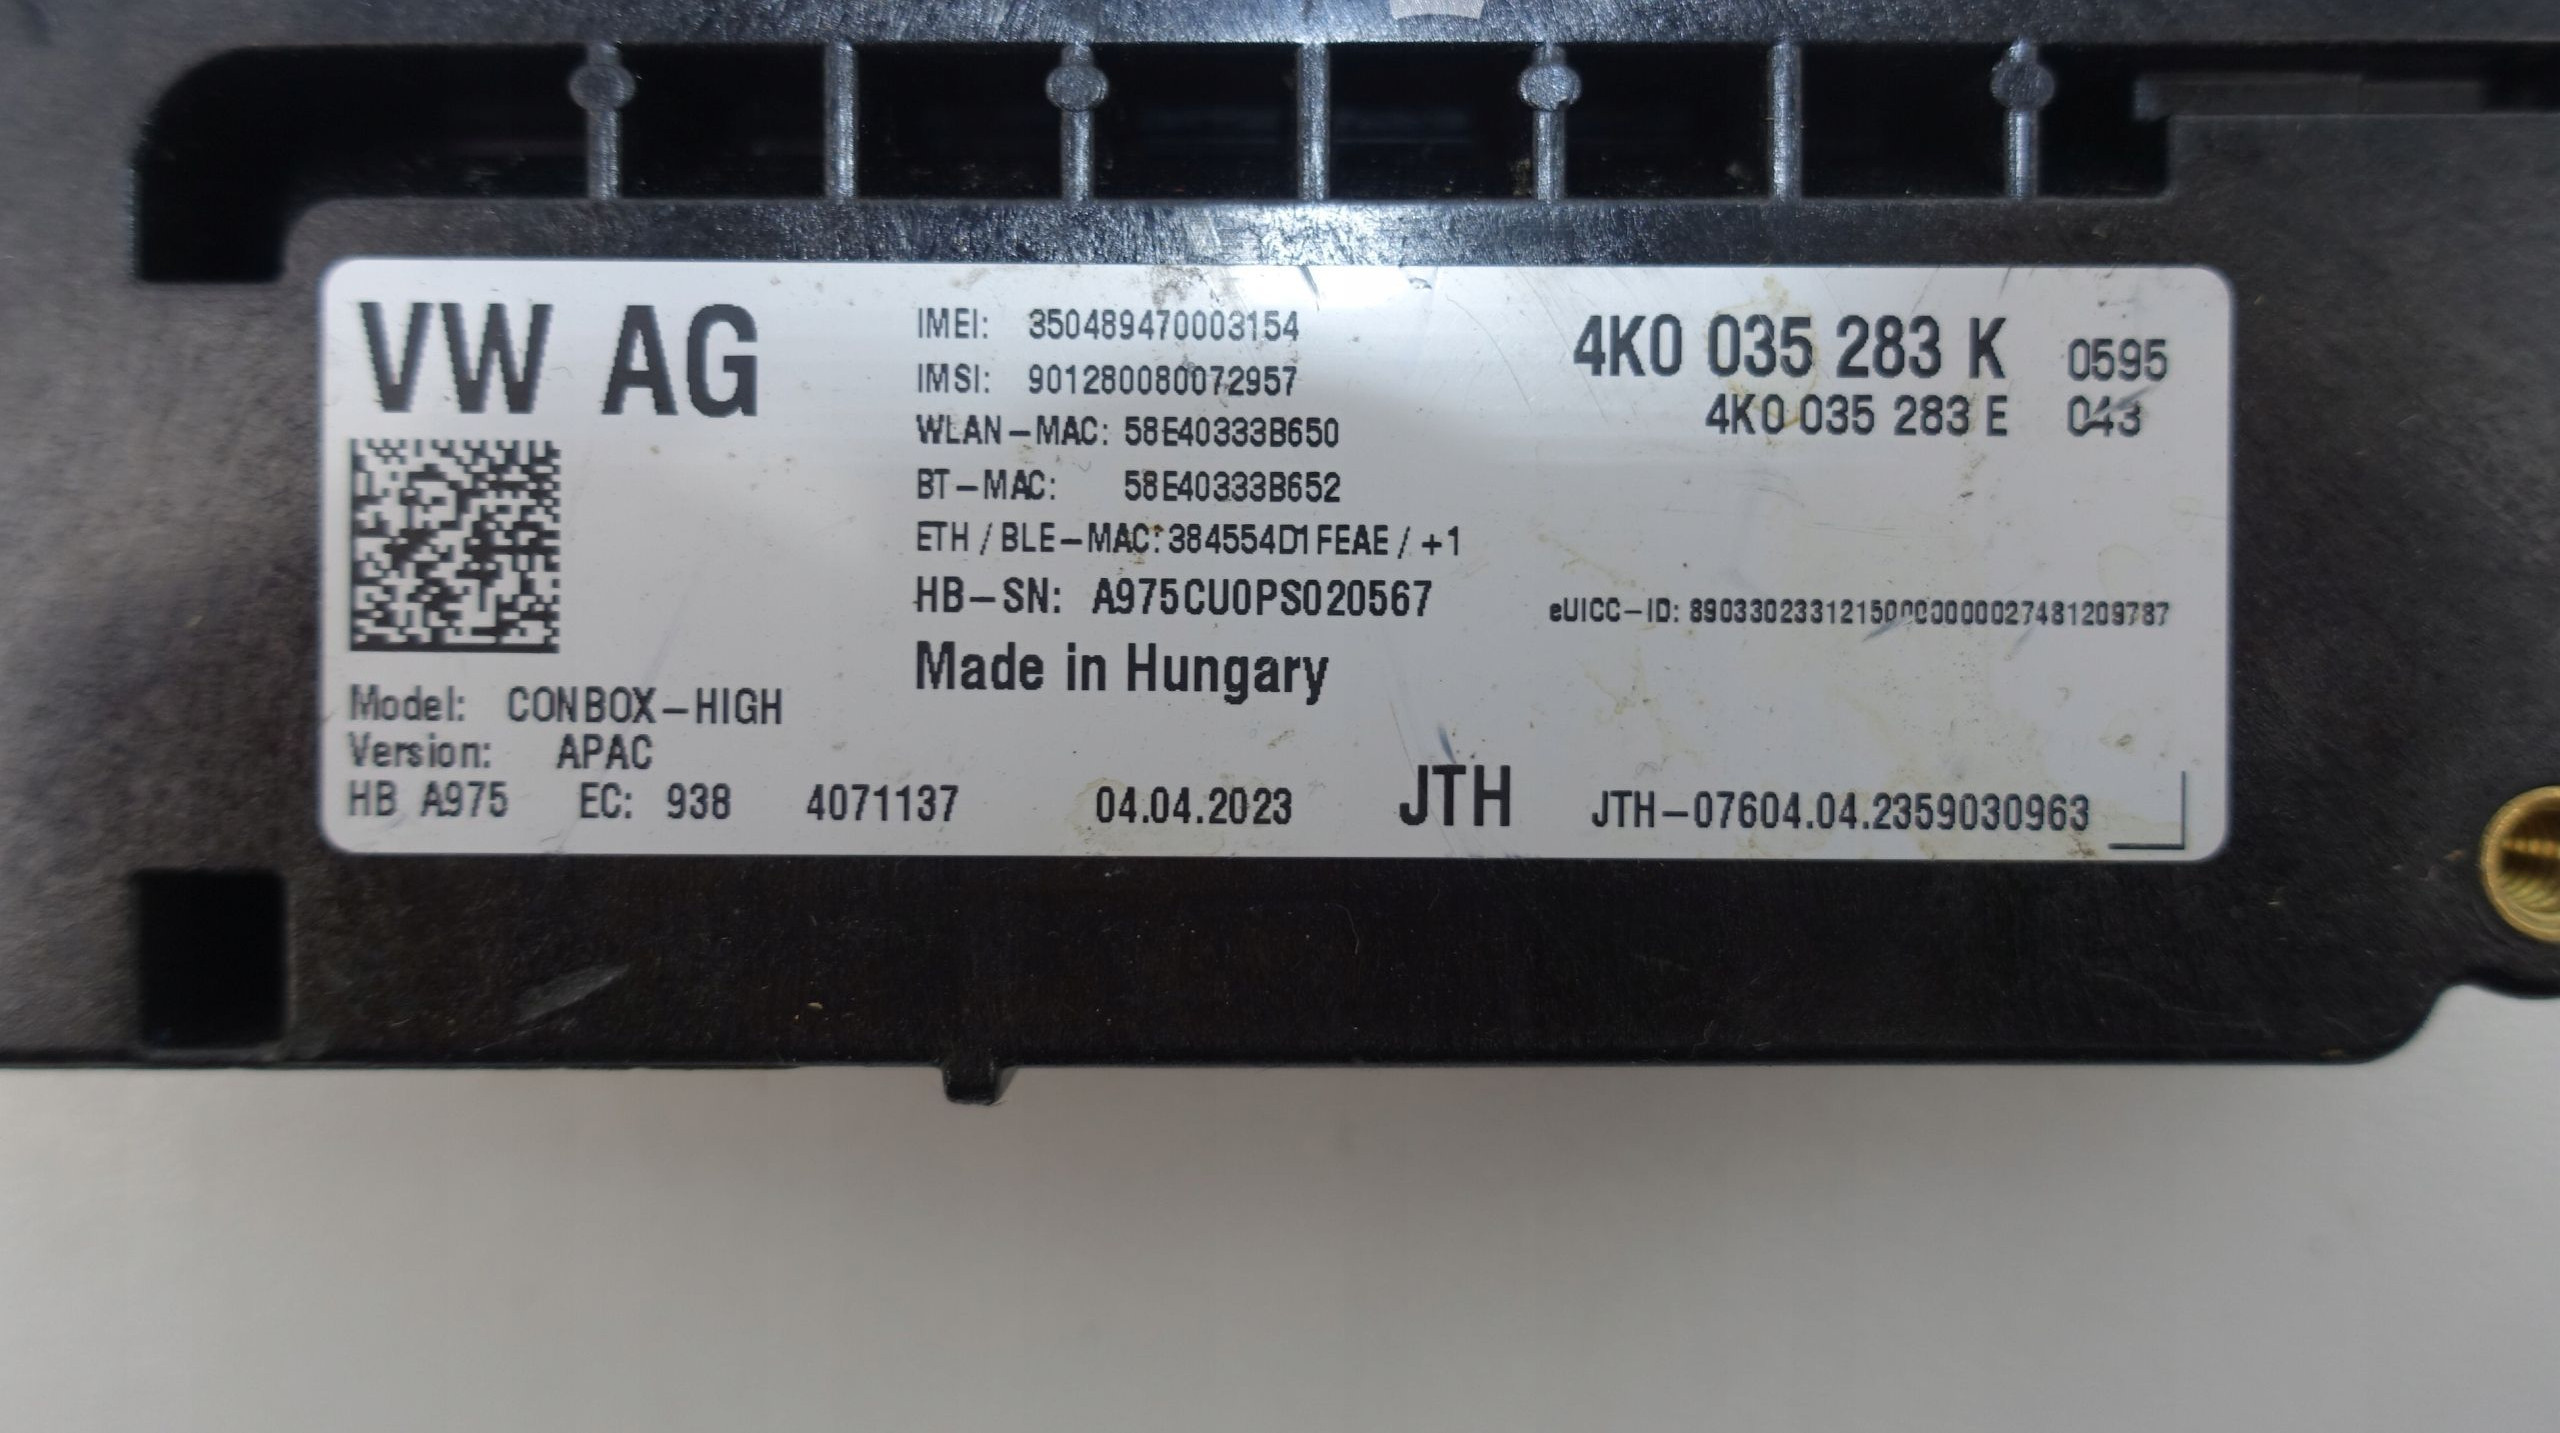 VW AG
IMEI: 350489470003154
IMSI: 901280080072957
WLAN-MAC: 58E40333B650
BT-MAC: 58E40333B652
ETH / BLE-MAC: 384554D1FEAE / +1
HB-SN: A975CU0PS020567
Made in Hungary
4K0 035 283 K 0595
4K0 035 283 E 043
eUICC-ID:
Model: CONBOX-HIGH
Version: APAC
HB A975 EC: 938 4071137 04.04.2023 JTH JTH-07604.04.2359030963